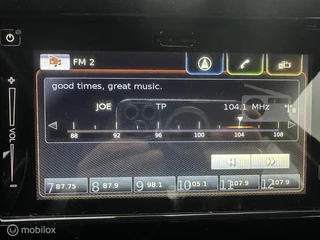 FM 2
good times, great music.
JOE TP 104.1 MHz
88 92 96 100 104 108
7 87.75 8 87.9 9 98.1 10 105.1 11 107.9 12 107.9
VOL
mobilox